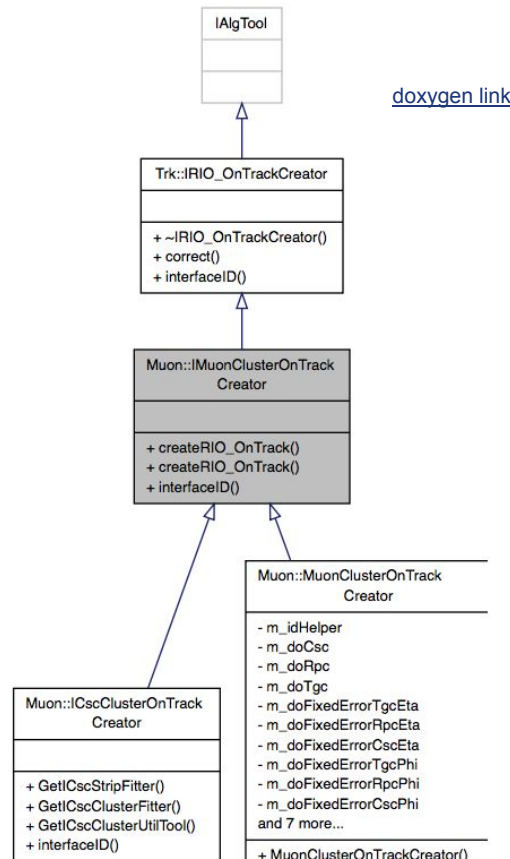 IAlgTool
doxygen link
Trk::IRIO_OnTrackCreator
+ ~IRIO_OnTrackCreator()
+ correct()
+ interfaceID()
Muon::IMuonClusterOnTrack
Creator
+ createRIO_OnTrack()
+ createRIO_OnTrack()
+ interfaceID()
Muon::ICscClusterOnTrack
Creator
+ GetICscStripFitter()
+ GetICscClusterFitter()
+ GetICscClusterUtilTool()
+ interfaceID()
Muon::MuonClusterOnTrack
Creator
- m_idHelper
- m_doCsc
- m_doRpc
- m_doTgc
- m_doFixedErrorTgcEta
- m_doFixedErrorRpcEta
- m_doFixedErrorCscEta
- m_doFixedErrorTgcPhi
- m_doFixedErrorRpcPhi
- m_doFixedErrorCscPhi
and 7 more...
+ MuonClusterOnTrackCreator()